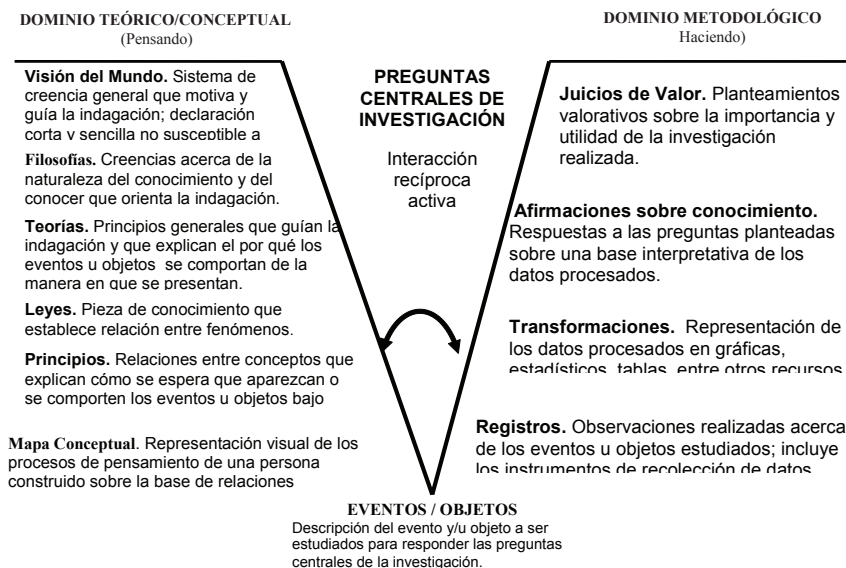 DOMINIO TEÓRICO/CONCEPTUAL
(Pensando)
Visión del Mundo. Sistema de
creencia general que motiva y
guía la indagación; declaración
corta y sencilla no susceptible a
Filosofías. Creencias acerca de la
naturaleza del conocimiento y del
conocer que orienta la indagación.
Teorías. Principios generales que guían la
indagación y que explican el por qué los
eventos u objetos se comportan de la
manera en que se presentan.
Leyes. Pieza de conocimiento que
establece relación entre fenómenos.
Principios. Relaciones entre conceptos que
explican cómo se espera que aparezcan o
se comporten los eventos u objetos bajo
Mapa Conceptual. Representación visual de los
procesos de pensamiento de una persona
construido sobre la base de relaciones
PREGUNTAS
CENTRALES DE
INVESTIGACIÓN
Interacción
recíproca
activa
DOMINIO METODOLÓGICO
Haciendo)
Juicios de Valor. Planteamientos
valorativos sobre la importancia y
utilidad de la investigación
realizada.
Afirmaciones sobre conocimiento.
Respuestas a las preguntas planteadas
sobre una base interpretativa de los
datos procesados.
Transformaciones. Representación de
los datos procesados en gráficas,
estadísticos, tablas, entre otros recursos
Registros. Observaciones realizadas acerca
de los eventos u objetos estudiados; incluye
los instrumentos de recolección de datos
EVENTOS / OBJETOS
Descripción del evento y/u objeto a ser
estudiados para responder las preguntas
centrales de la investigación.